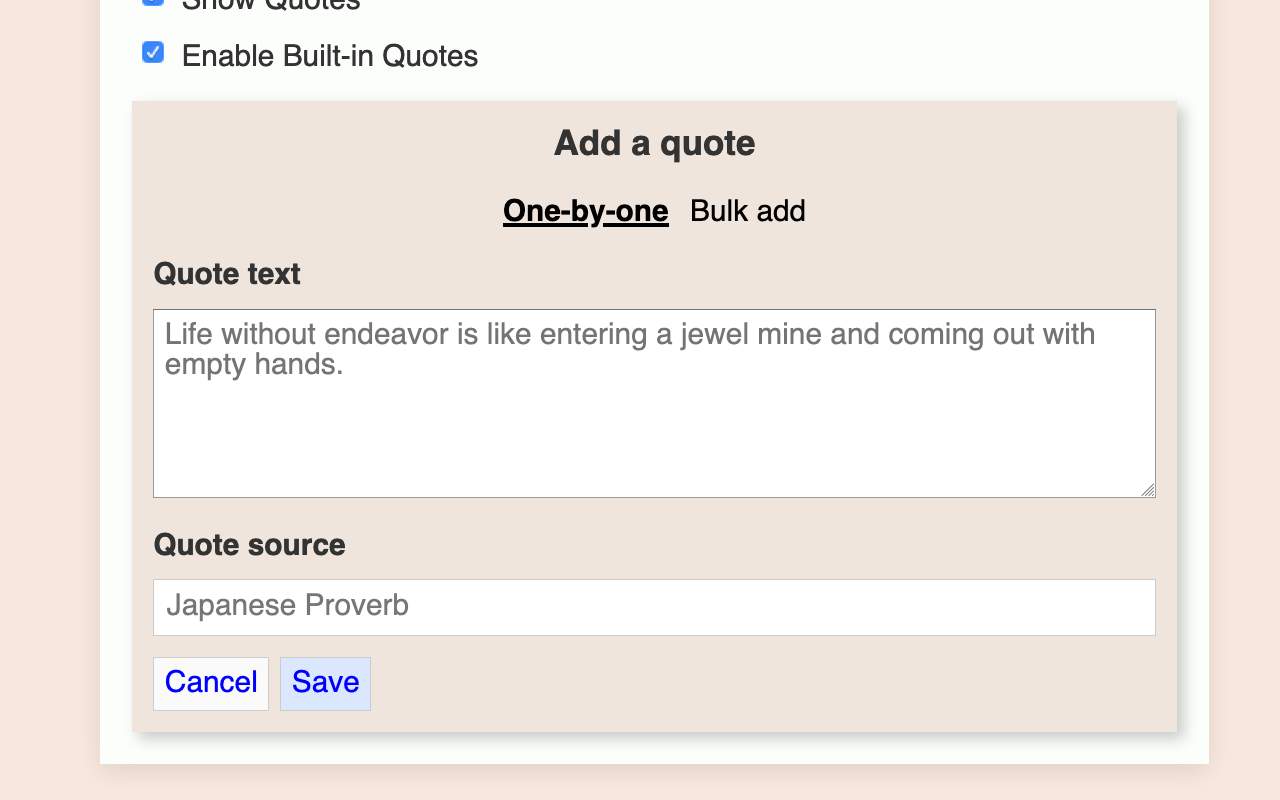 Show Quotes
Enable Built-in Quotes
Add a quote
One-by-one Bulk add
Quote text
Life without endeavor is like entering a jewel mine and coming out with
empty hands.
Quote source
Japanese Proverb
Cancel Save